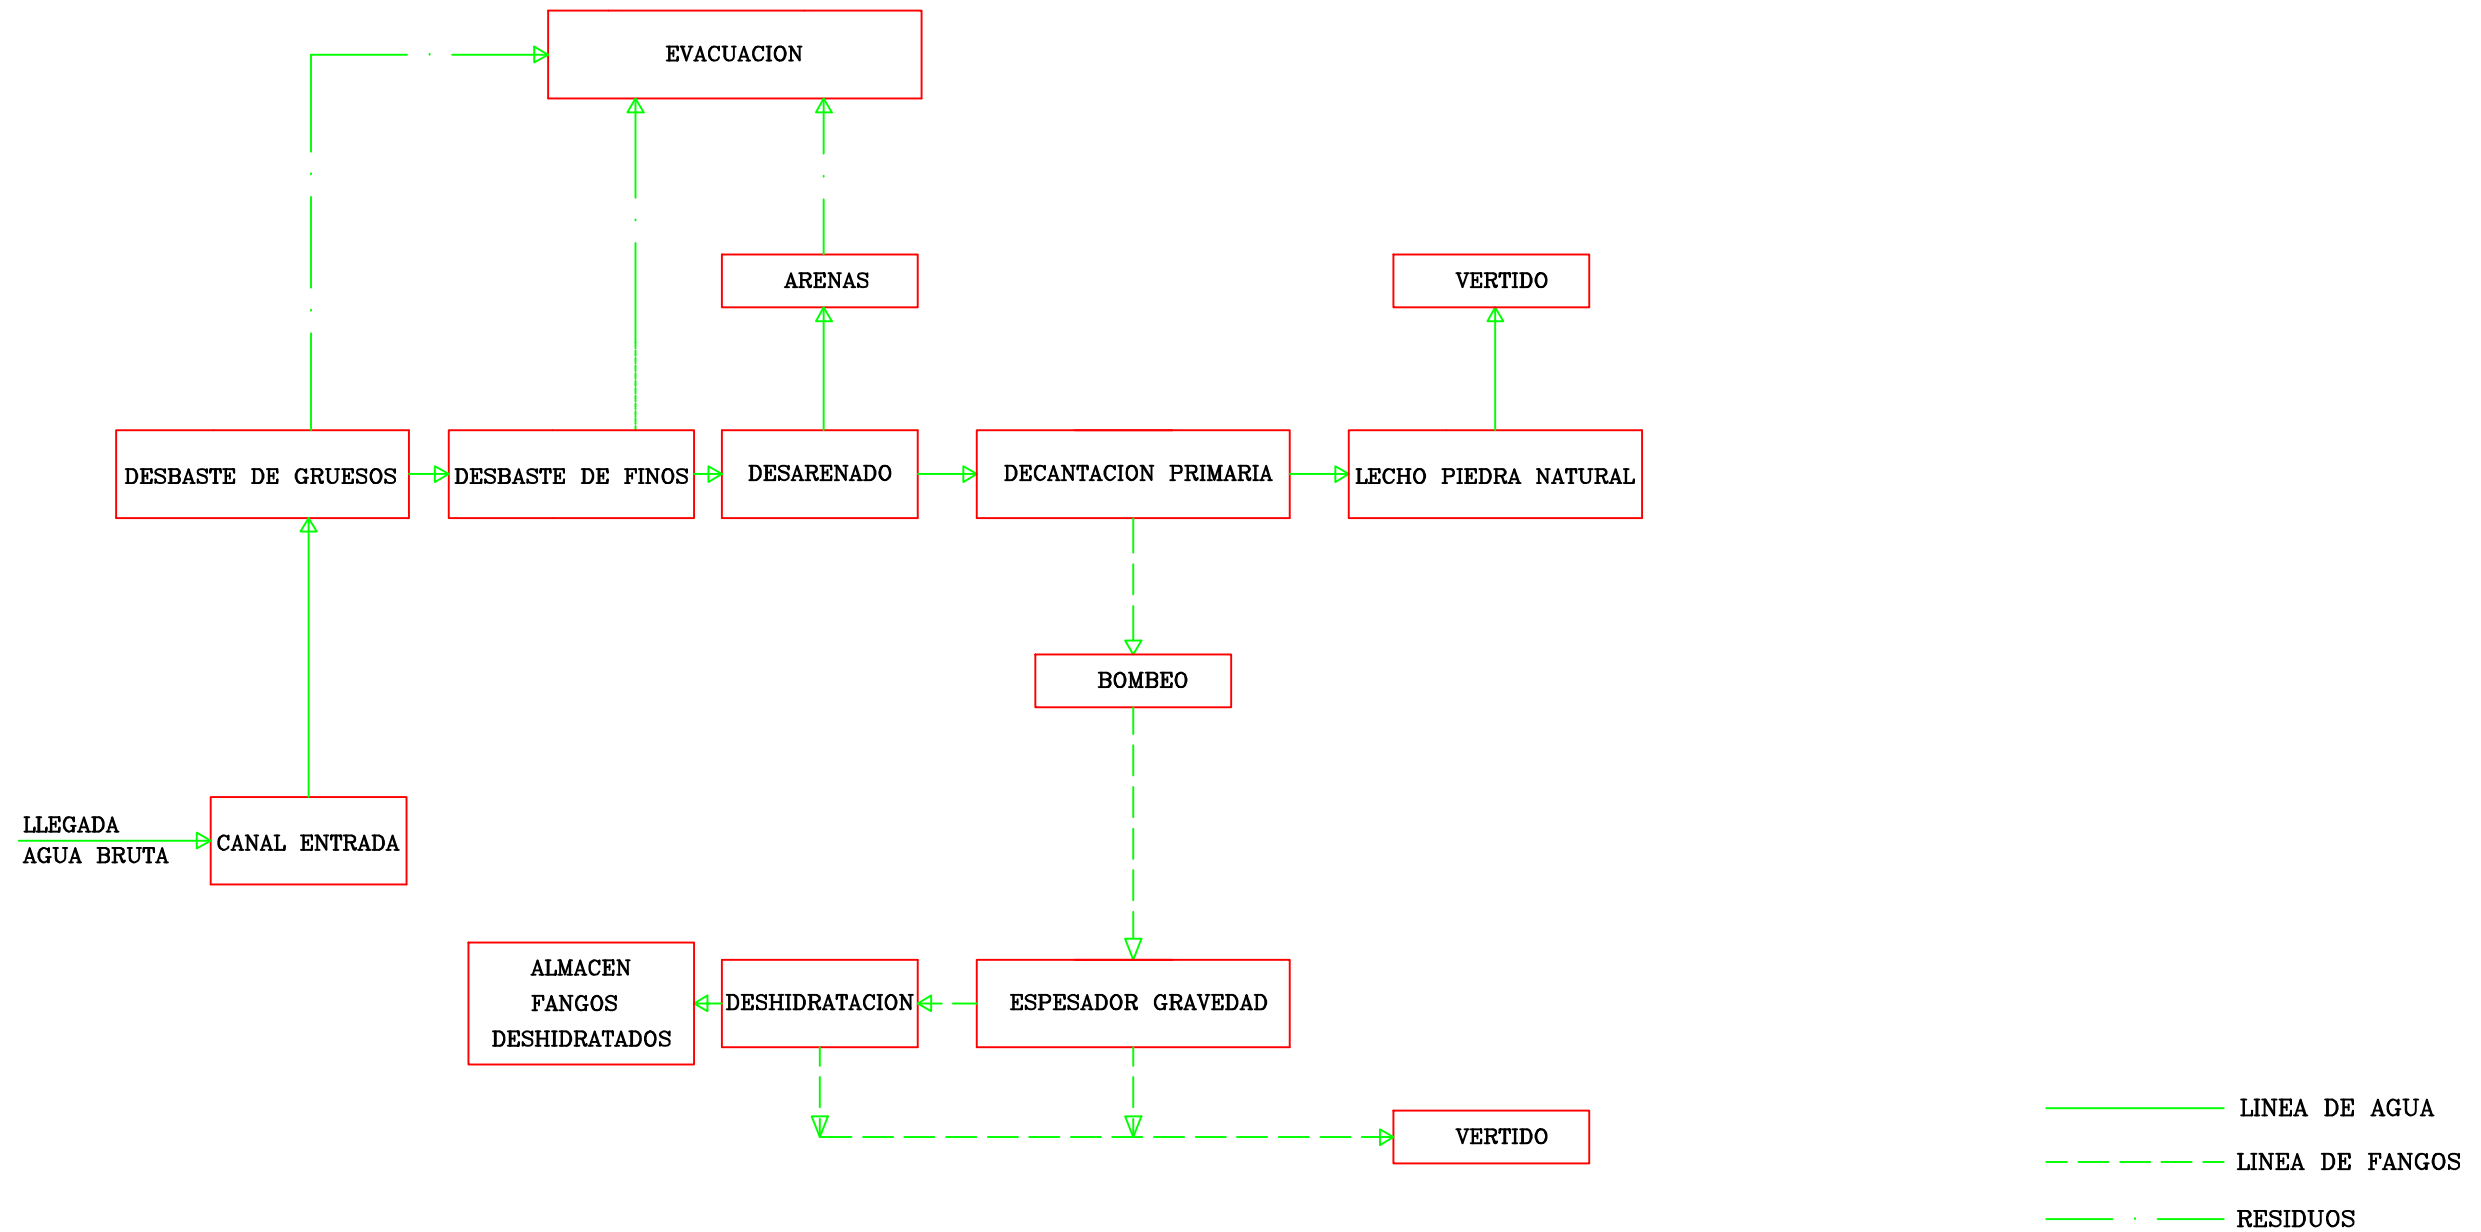 EVACUACION
ARENAS
VERTIDO
DESBASTE DE GRUESOS
DESBASTE DE FINOS
DESARENADO
DECANTACION PRIMARIA
LECHO PIEDRA NATURAL
BOMBEO
LLEGADA
AGUA BRUTA
CANAL ENTRADA
ALMACEN
FANGOS
DESHIDRATADOS
DESHIDRATACION
ESPESADOR GRAVEDAD
VERTIDO
LINEA DE AGUA
LINEA DE FANGOS
RESIDUOS